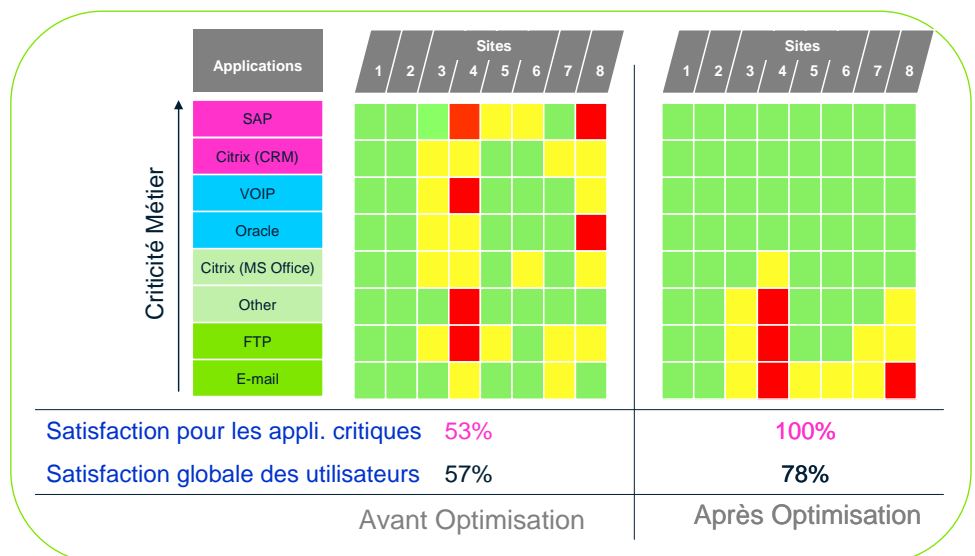 Applications
Sites
1 2 3 4 5 6 7 8
Sites
1 2 3 4 5 6 7 8
Criticité Métier
SAP
Citrix (CRM)
VOIP
Oracle
Citrix (MS Office)
Other
FTP
E-mail
Satisfaction pour les appli. critiques 53% 100%
Satisfaction globale des utilisateurs 57% 78%
Avant Optimisation Après Optimisation